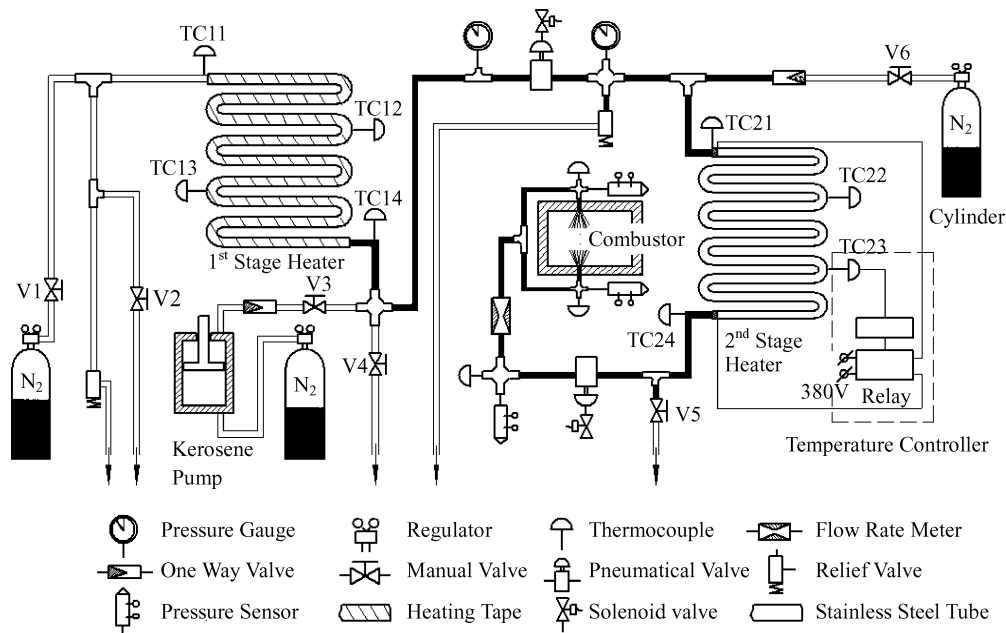 TC11
V6
TC12
TC21
N₂
TC13
TC22
TC14
Cylinder
Combustor
1st Stage Heater
TC23
V1
V2
V3
TC24
2nd Stage
Heater
V4
N₂
N₂
380V
Relay
V5
Kerosene
Pump
Temperature Controller
Pressure Gauge
Regulator
Thermocouple
Flow Rate Meter
One Way Valve
Manual Valve
Pneumatical Valve
Relief Valve
Pressure Sensor
Heating Tape
Solenoid valve
Stainless Steel Tube